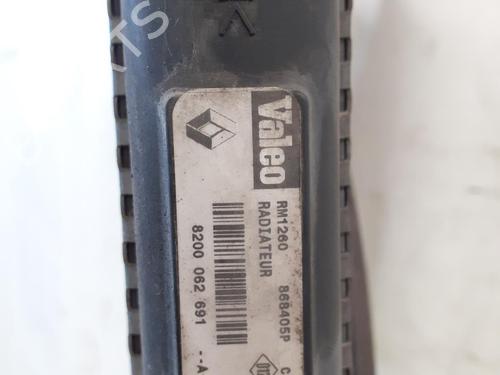 Valeo
RM1260 868405P C
RADIATEUR
8200 062 691 --A